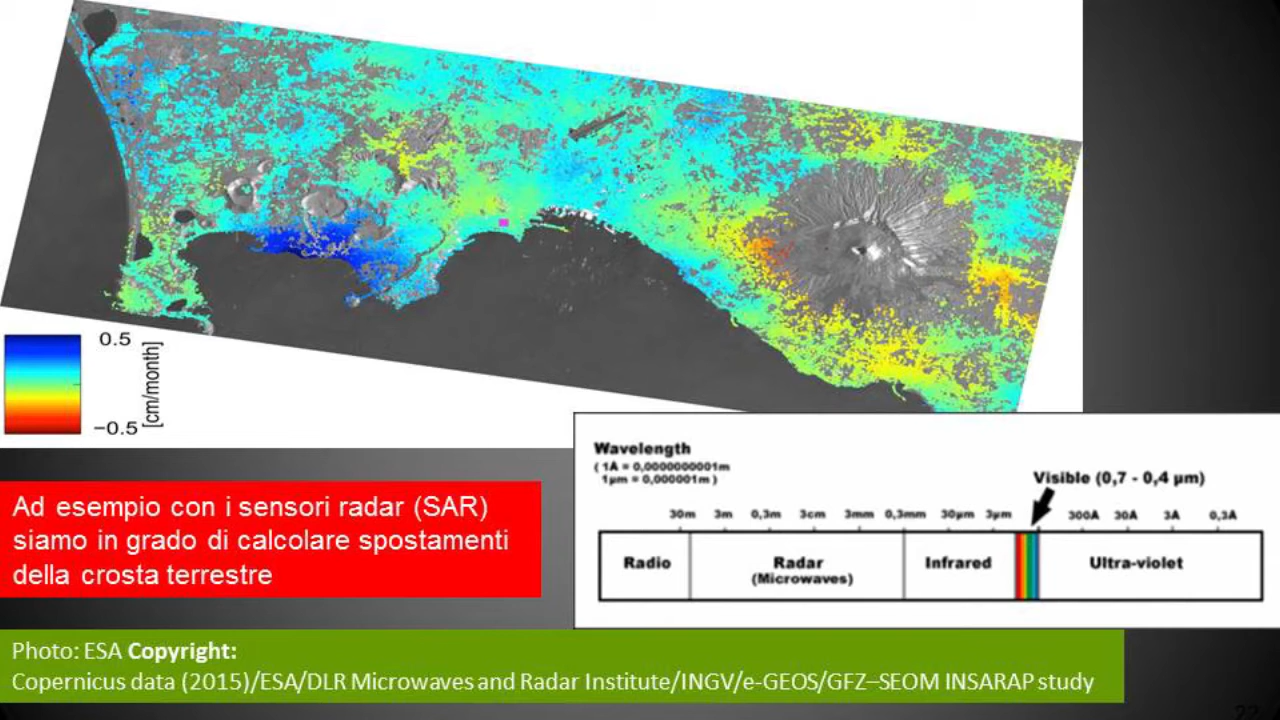 0.5
[cm/month]
−0.5
Wavelength
( 1A = 0,0000000001m
1µm = 0,000001m )
Visible (0,7 - 0,4 µm)
30m 3m 0,3m 3cm 3mm 0,3mm 30µm 3µm 300A 30A 3A 0,3A
Radio Radar Infrared Ultra-violet
(Microwaves)
Ad esempio con i sensori radar (SAR)
siamo in grado di calcolare spostamenti
della crosta terrestre
Photo: ESA Copyright:
Copernicus data (2015)/ESA/DLR Microwaves and Radar Institute/INGV/e-GEOS/GFZ–SEOM INSARAP study